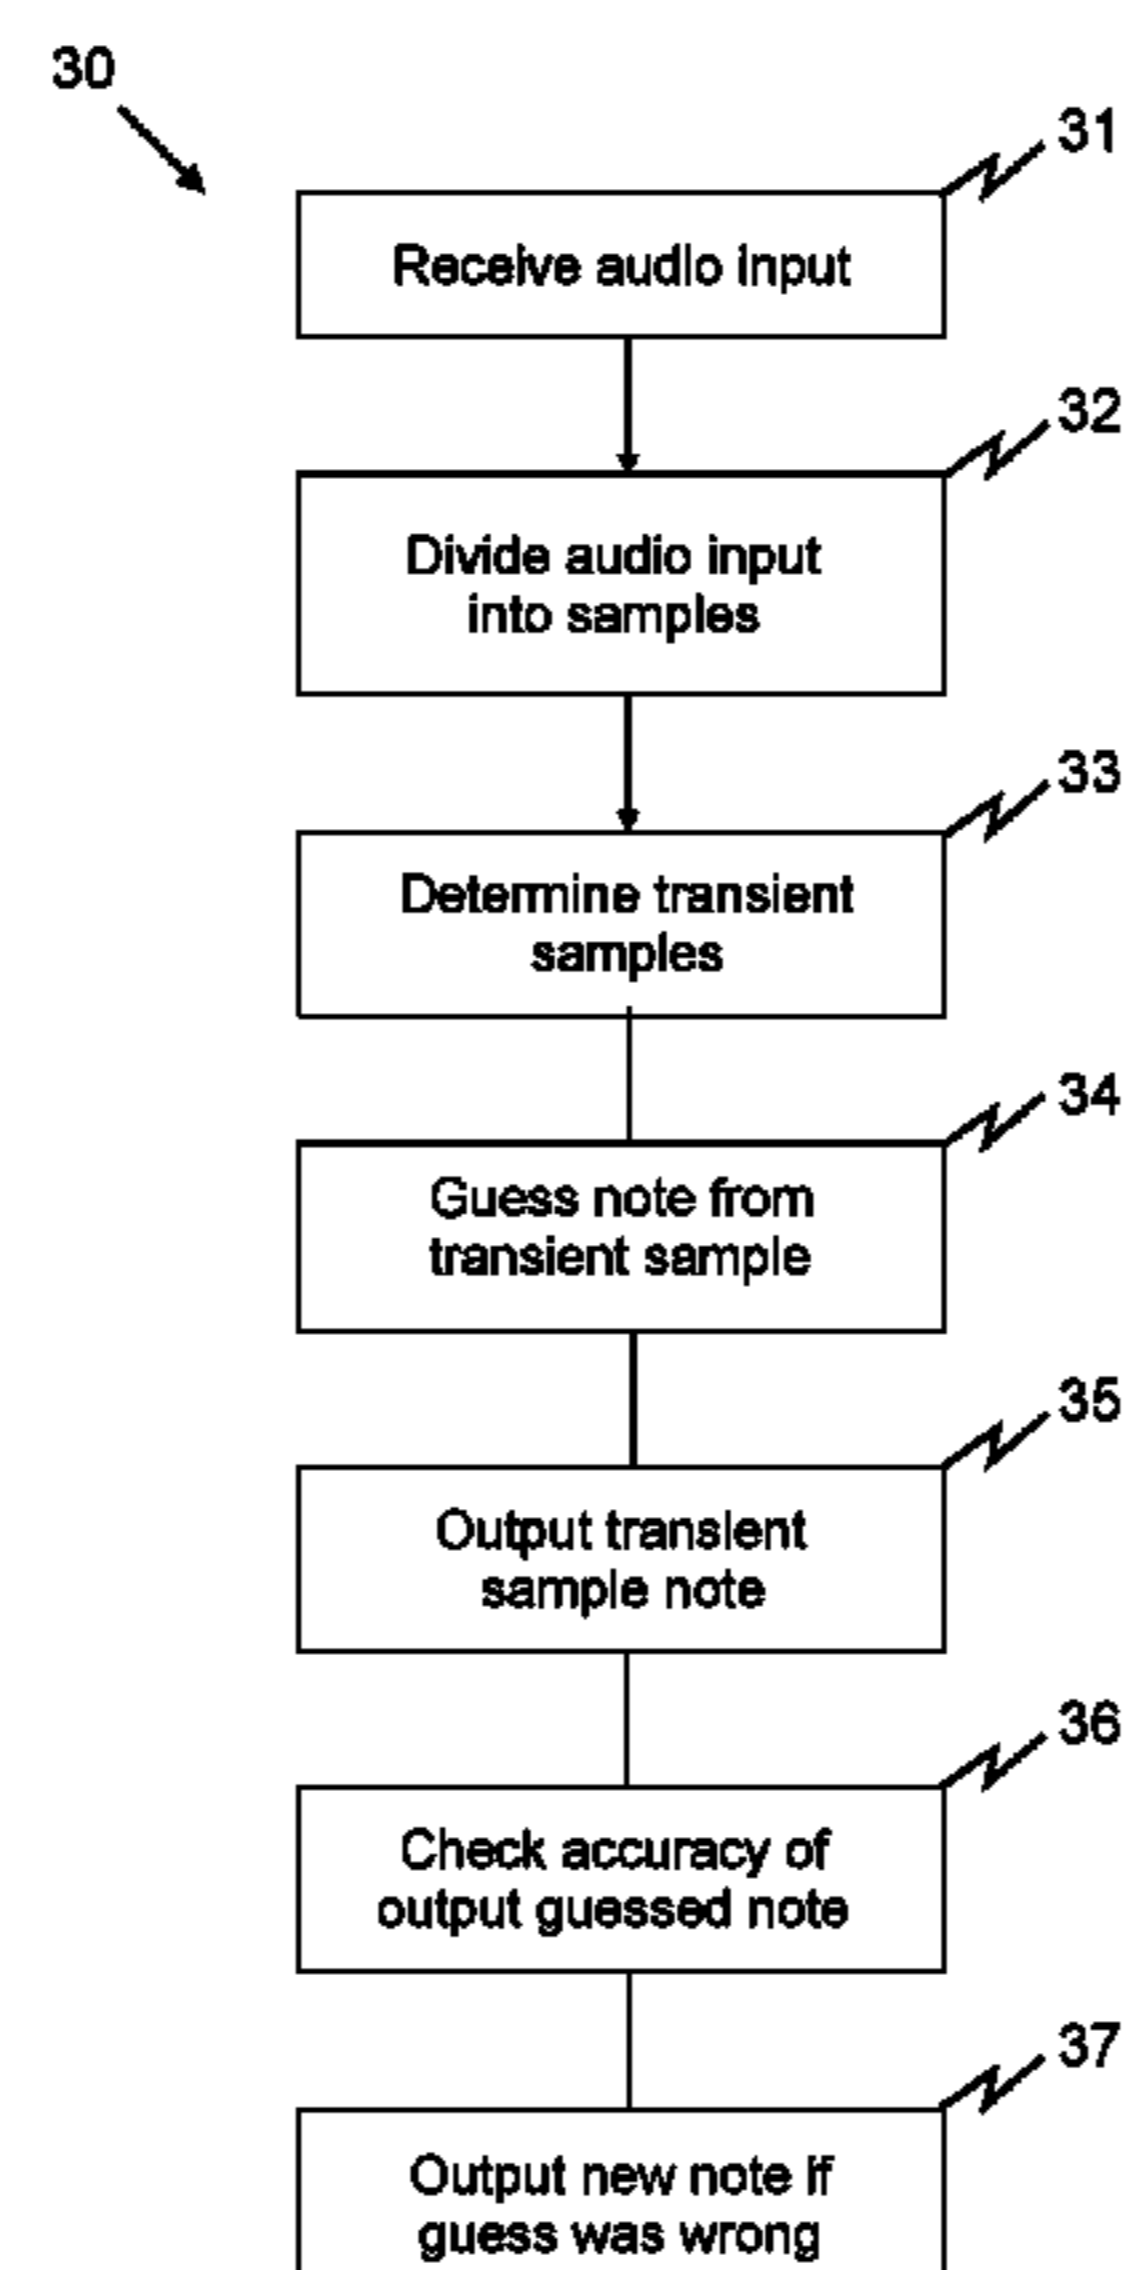 30
31
Receive audio input
32
Divide audio input
into samples
33
Determine transient
samples
34
Guess note from
transient sample
35
Output transient
sample note
36
Check accuracy of
output guessed note
37
Output new note if
guess was wrong